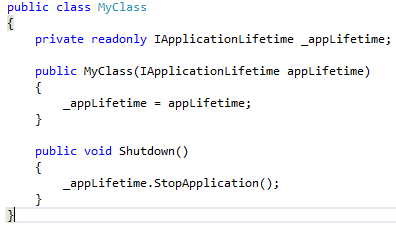 public class MyClass
{
    private readonly IApplicationLifetime _appLifetime;

    public MyClass(IApplicationLifetime appLifetime)
    {
        _appLifetime = appLifetime;
    }

    public void Shutdown()
    {
        _appLifetime.StopApplication();
    }
}